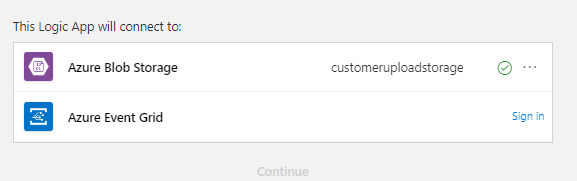 This Logic App will connect to:
Azure Blob Storage customeruploadstorage ...
Azure Event Grid Sign in
Continue